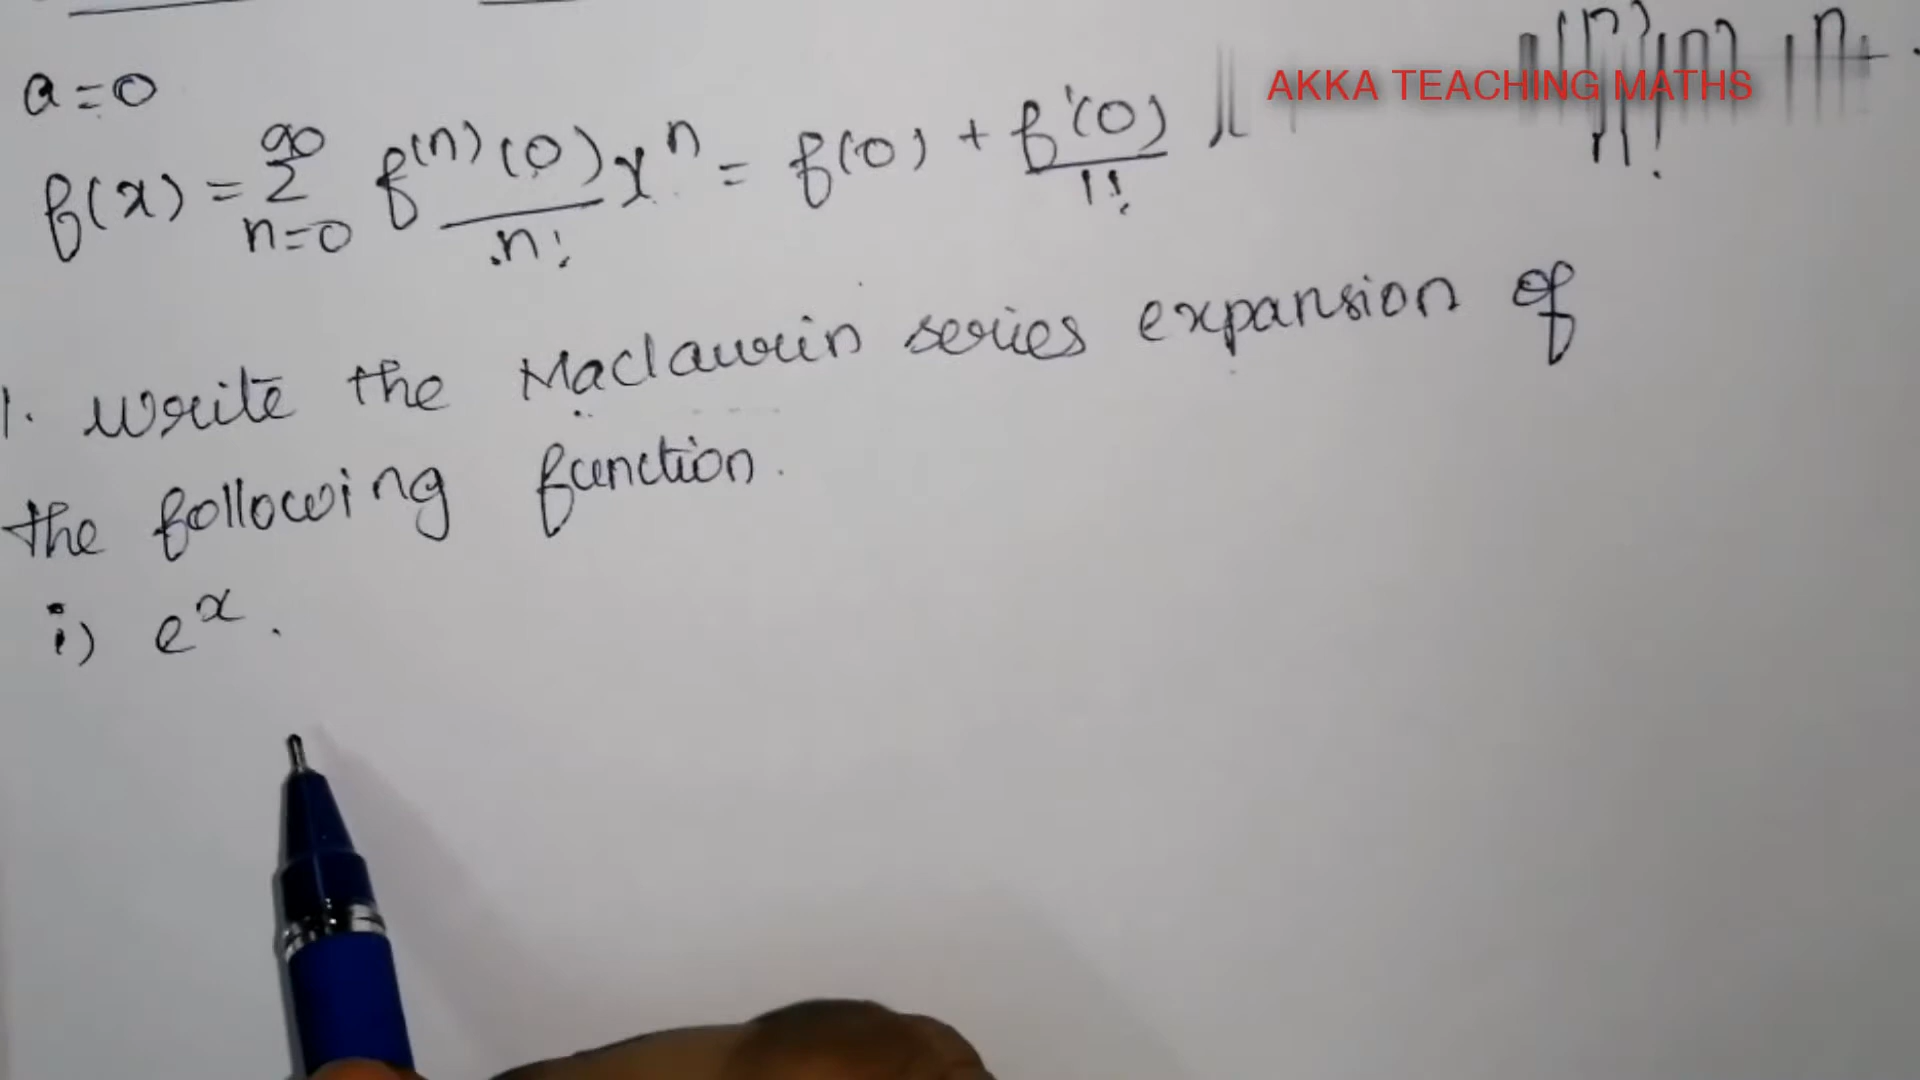 a=0
AKKA TEACHING MATHS
f(x) = ∞ Σ n=0 f^(n)(0)/n! x^n = f(0) + f'(0)/1! n!
1. Write the Maclaurin series expansion of
the following function.
i) e^x.